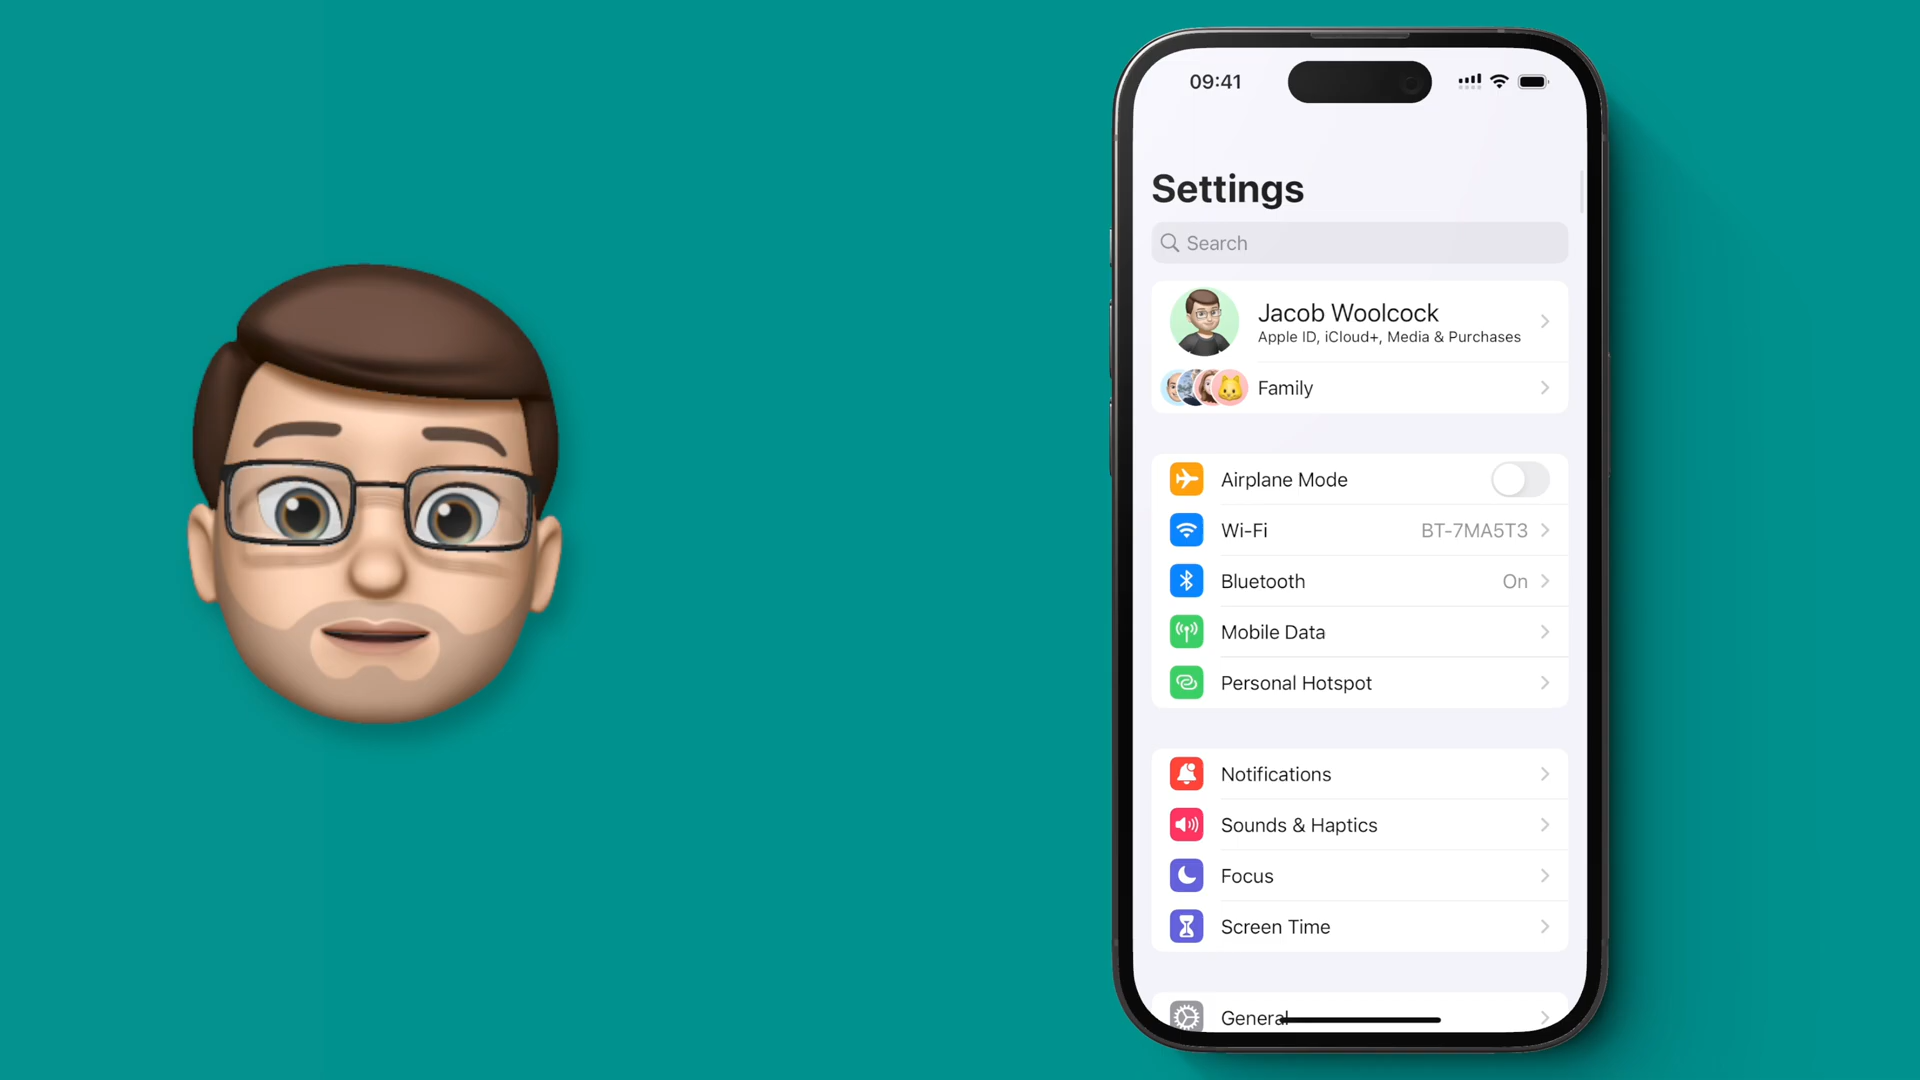 09:41
Settings
Search
Jacob Woolcock
Apple ID, iCloud+, Media & Purchases
Family
Airplane Mode
Wi-Fi BT-7MA5T3
Bluetooth On
Mobile Data
Personal Hotspot
Notifications
Sounds & Haptics
Focus
Screen Time
General